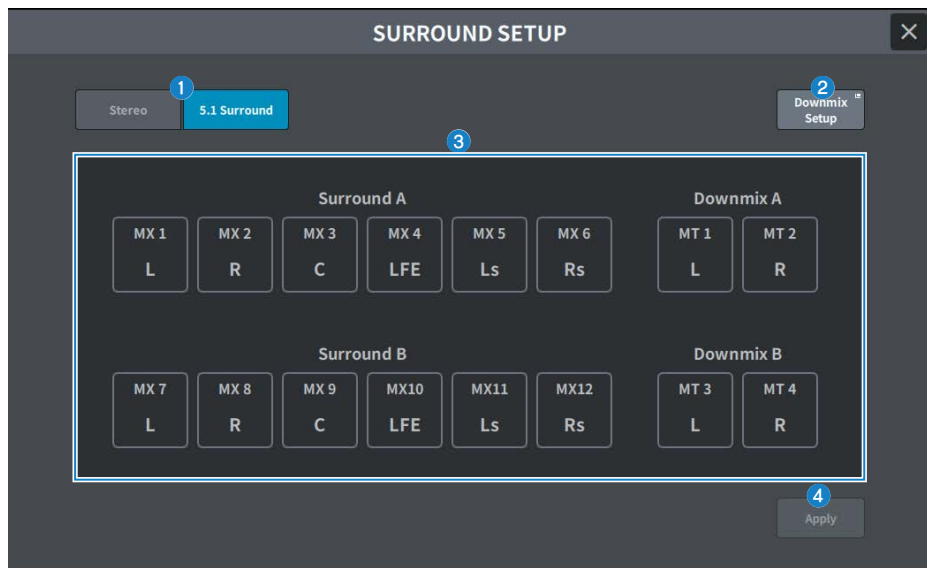 SURROUND SETUP
1
2
Stereo
5.1 Surround
Downmix
Setup
3
Surround A
Downmix A
MX 1 MX 2 MX 3 MX 4 MX 5 MX 6 MT 1 MT 2
L R C LFE Ls Rs L R
Surround B
Downmix B
MX 7 MX 8 MX 9 MX10 MX11 MX12 MT 3 MT 4
L R C LFE Ls Rs L R
4
Apply